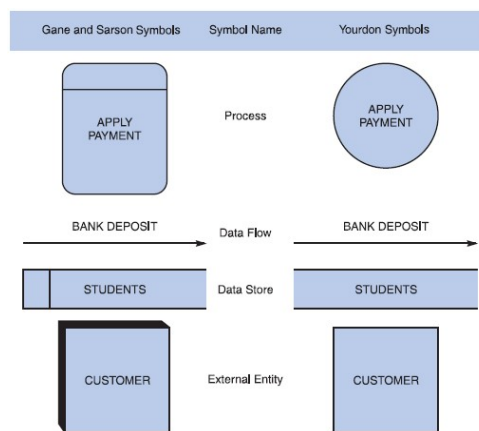 Gane and Sarson Symbols Symbol Name Yourdon Symbols
APPLY
PAYMENT
Process
APPLY
PAYMENT
BANK DEPOSIT Data Flow BANK DEPOSIT
STUDENTS Data Store STUDENTS
CUSTOMER External Entity CUSTOMER